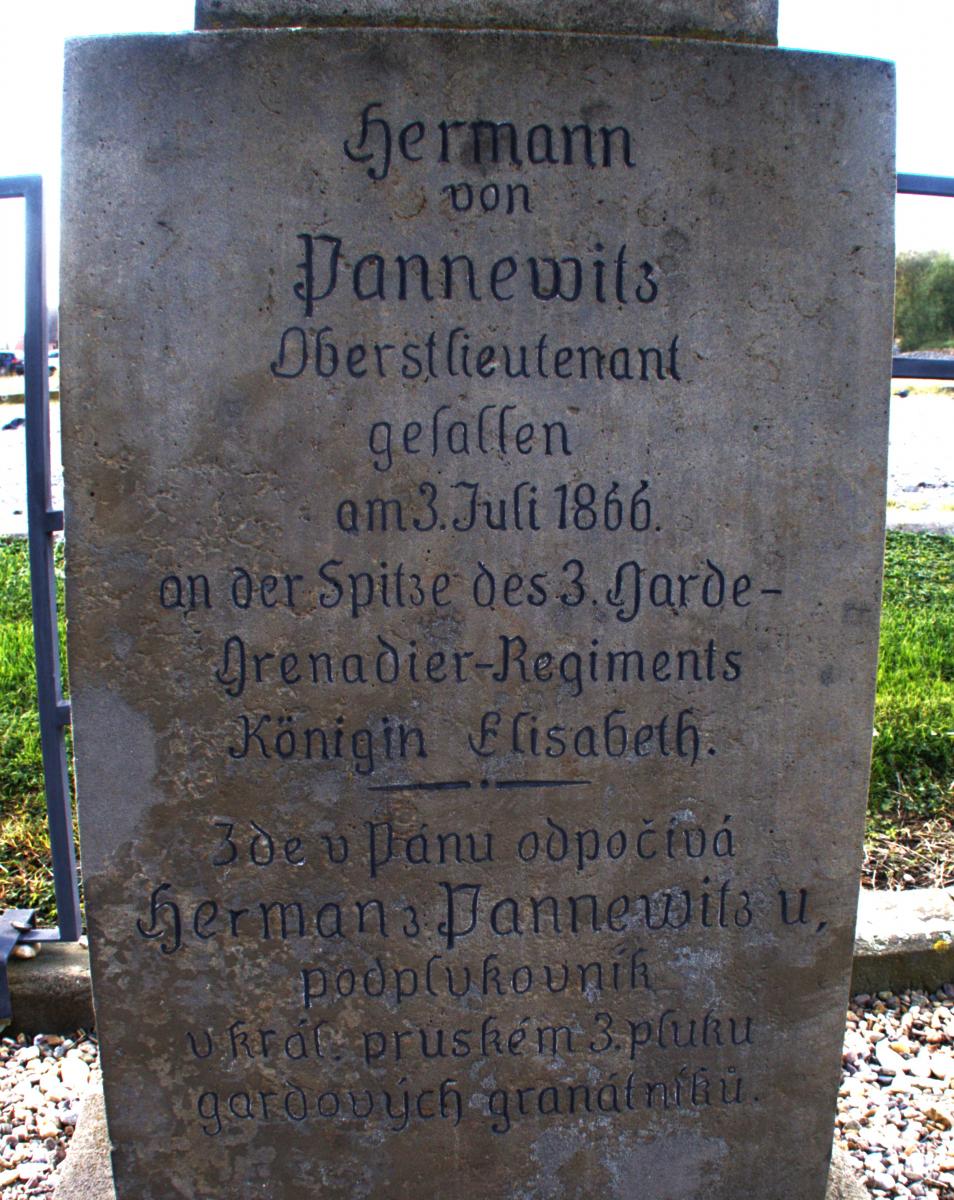 Hermann
von
Pannewitz
Oberstlieutenant
gefallen
am 3. Juli 1866.
an der Spitze des 3. Garde-
Grenadier-Regiments
Königin Elisabeth.
Zde v Pánu odpočívá
Herman z Pannewitz u,
podplukovník
v král. pruském 3. pluku
gardových granátníků.